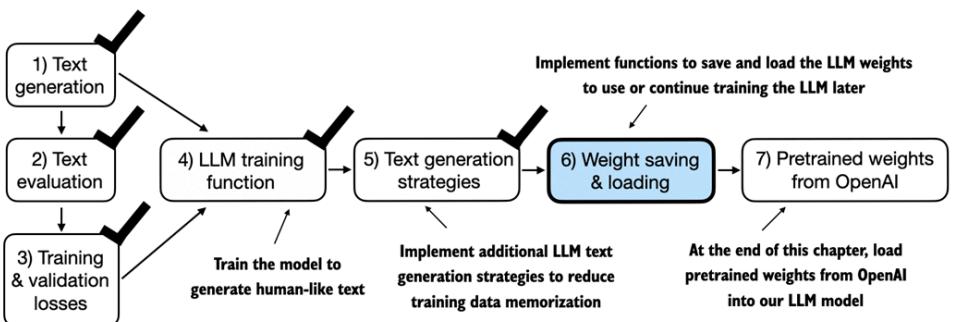 1) Text
generation
2) Text
evaluation
3) Training
& validation
losses
4) LLM training
function
Train the model to
generate human-like text
5) Text generation
strategies
Implement additional LLM text
generation strategies to reduce
training data memorization
Implement functions to save and load the LLM weights
to use or continue training the LLM later
6) Weight saving
& loading
7) Pretrained weights
from OpenAI
At the end of this chapter, load
pretrained weights from OpenAI
into our LLM model